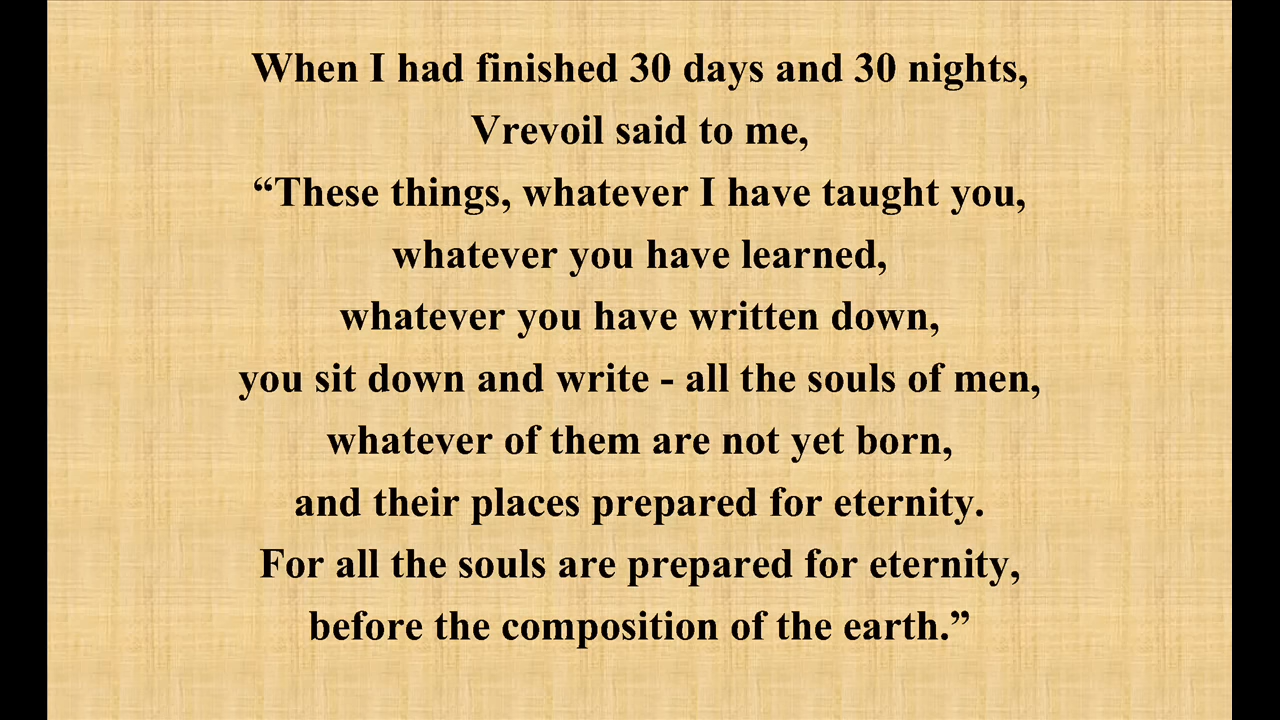 When I had finished 30 days and 30 nights,
Vrevoil said to me,
“These things, whatever I have taught you,
whatever you have learned,
whatever you have written down,
you sit down and write - all the souls of men,
whatever of them are not yet born,
and their places prepared for eternity.
For all the souls are prepared for eternity,
before the composition of the earth.”